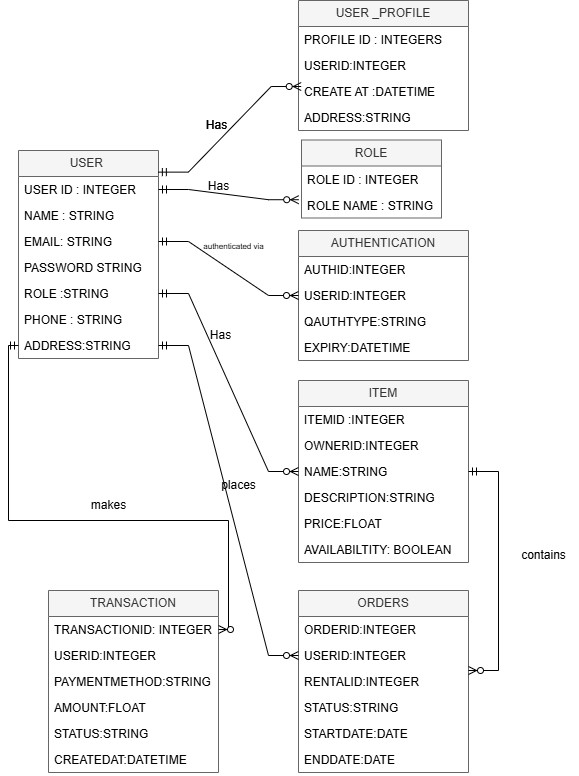 USER _PROFILE
PROFILE ID : INTEGERS
USERID:INTEGER
CREATE AT :DATETIME
ADDRESS:STRING
Has
USER
USER ID : INTEGER
NAME : STRING
EMAIL: STRING
PASSWORD STRING
ROLE :STRING
PHONE : STRING
ADDRESS:STRING
Has
ROLE
ROLE ID : INTEGER
ROLE NAME : STRING
authenticated via
AUTHENTICATION
AUTHID:INTEGER
USERID:INTEGER
QAUTHTYPE:STRING
EXPIRY:DATETIME
Has
ITEM
ITEMID :INTEGER
OWNERID:INTEGER
NAME:STRING
DESCRIPTION:STRING
PRICE:FLOAT
AVAILABILTITY: BOOLEAN
places
makes
contains
TRANSACTION
TRANSACTIONID: INTEGER
USERID:INTEGER
PAYMENTMETHOD:STRING
AMOUNT:FLOAT
STATUS:STRING
CREATEDAT:DATETIME
ORDERS
ORDERID:INTEGER
USERID:INTEGER
RENTALID:INTEGER
STATUS:STRING
STARTDATE:DATE
ENDDATE:DATE